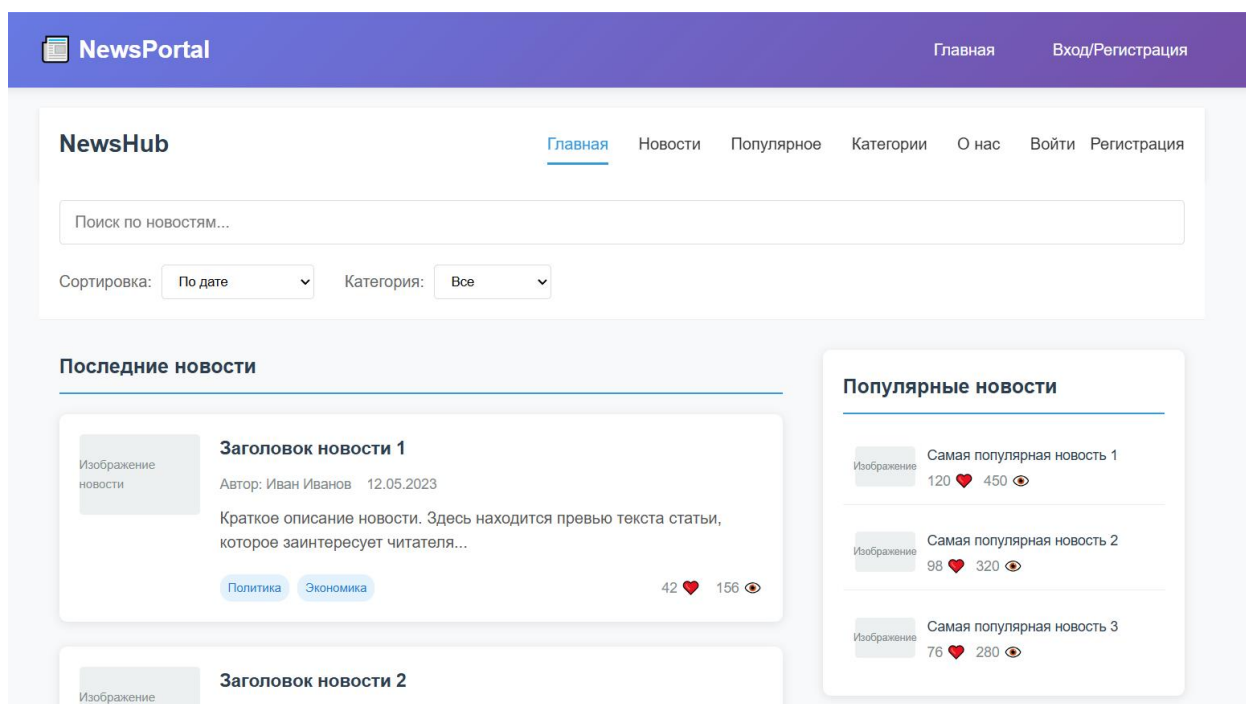 NewsPortal Главная Вход/Регистрация
NewsHub Главная Новости Популярное Категории О нас Войти Регистрация
Поиск по новостям...
Сортировка: По дате Категория: Все
Последние новости
Изображение новости
Заголовок новости 1
Автор: Иван Иванов 12.05.2023
Краткое описание новости. Здесь находится превью текста статьи,
которое заинтересует читателя...
Политика Экономика 42 156
Изображение
Заголовок новости 2
Популярные новости
Изображение
Самая популярная новость 1
120 450
Изображение
Самая популярная новость 2
98 320
Изображение
Самая популярная новость 3
76 280